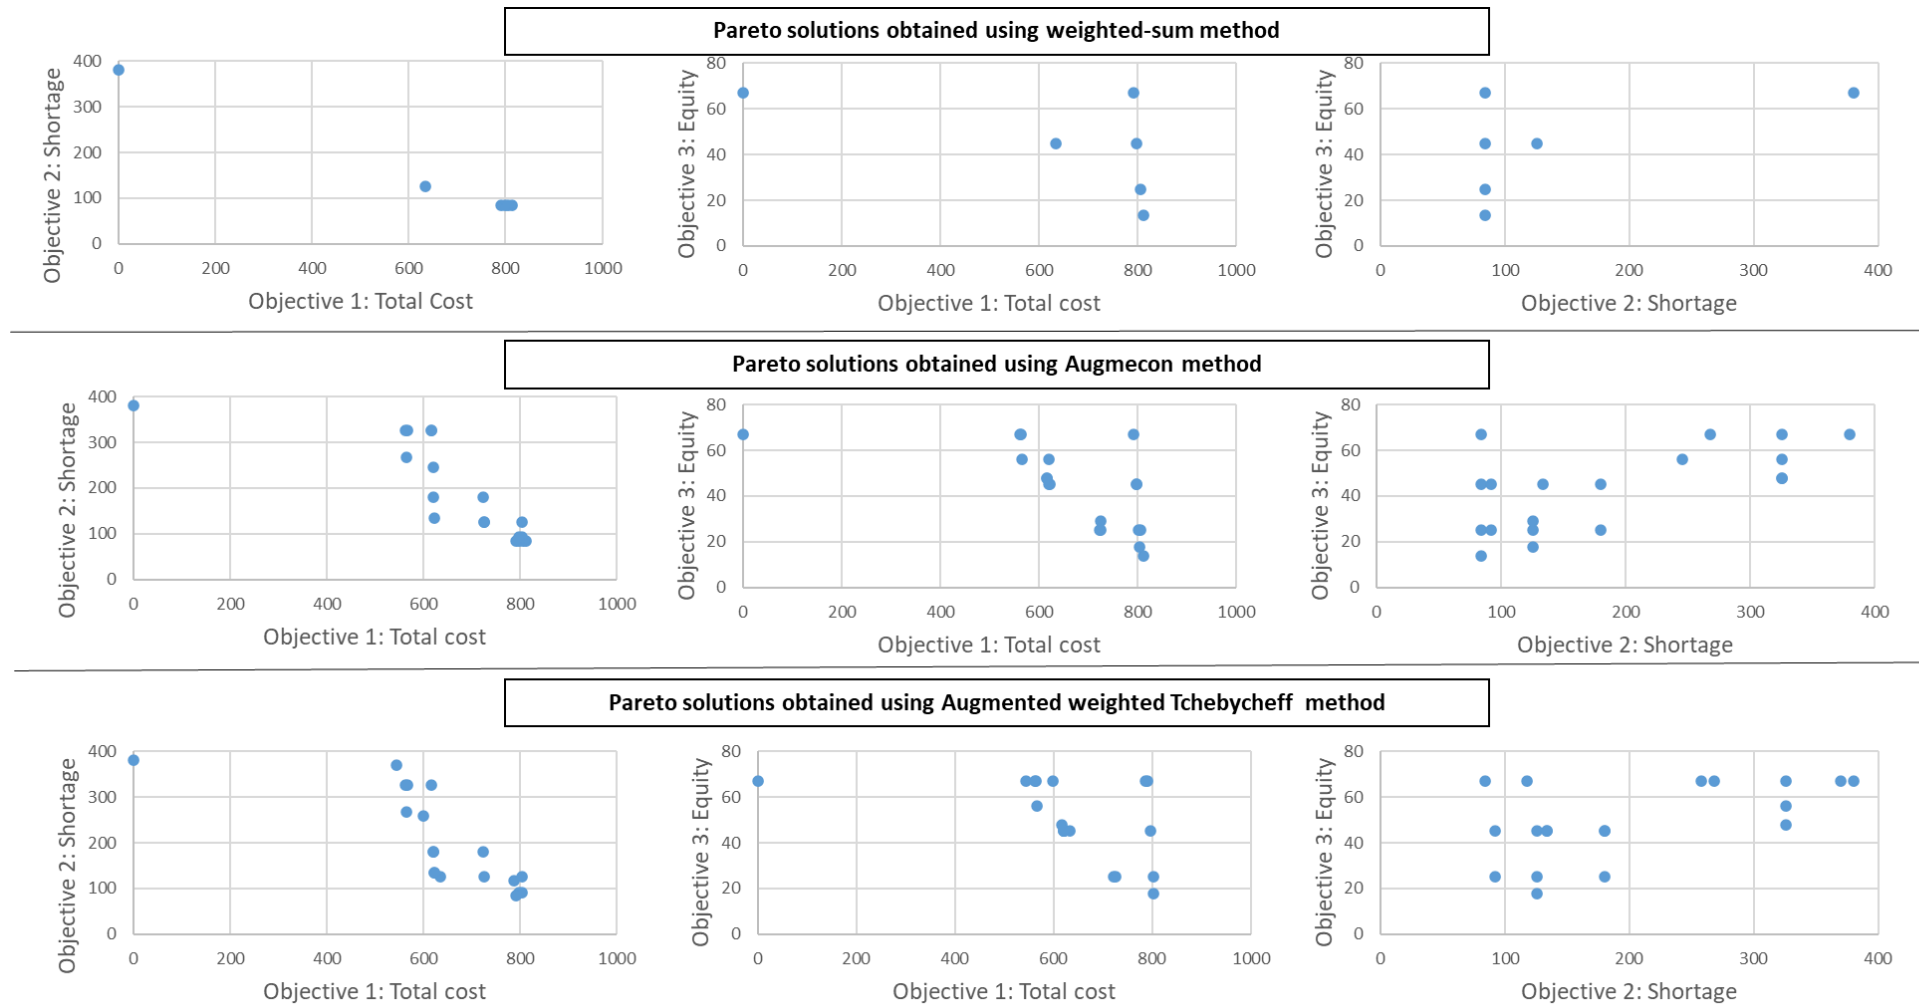 Pareto solutions obtained using weighted-sum method
Objective 2: Shortage
400
300
200
100
0
0 200 400 600 800 1000
Objective 1: Total Cost
Objective 3: Equity
80
60
40
20
0
0 200 400 600 800 1000
Objective 1: Total cost
Objective 3: Equity
80
60
40
20
0
0 100 200 300 400
Objective 2: Shortage
Pareto solutions obtained using Augmecon method
Objective 2: Shortage
400
300
200
100
0
0 200 400 600 800 1000
Objective 1: Total cost
Objective 3: Equity
80
60
40
20
0
0 200 400 600 800 1000
Objective 1: Total cost
Objective 3: Equity
80
60
40
20
0
0 100 200 300 400
Objective 2: Shortage
Pareto solutions obtained using Augmented weighted Tchebycheff method
Objective 2: Shortage
400
300
200
100
0
0 200 400 600 800 1000
Objective 1: Total cost
Objective 3: Equity
80
60
40
20
0
0 200 400 600 800 1000
Objective 1: Total cost
Objective 3: Equity
80
60
40
20
0
0 100 200 300 400
Objective 2: Shortage